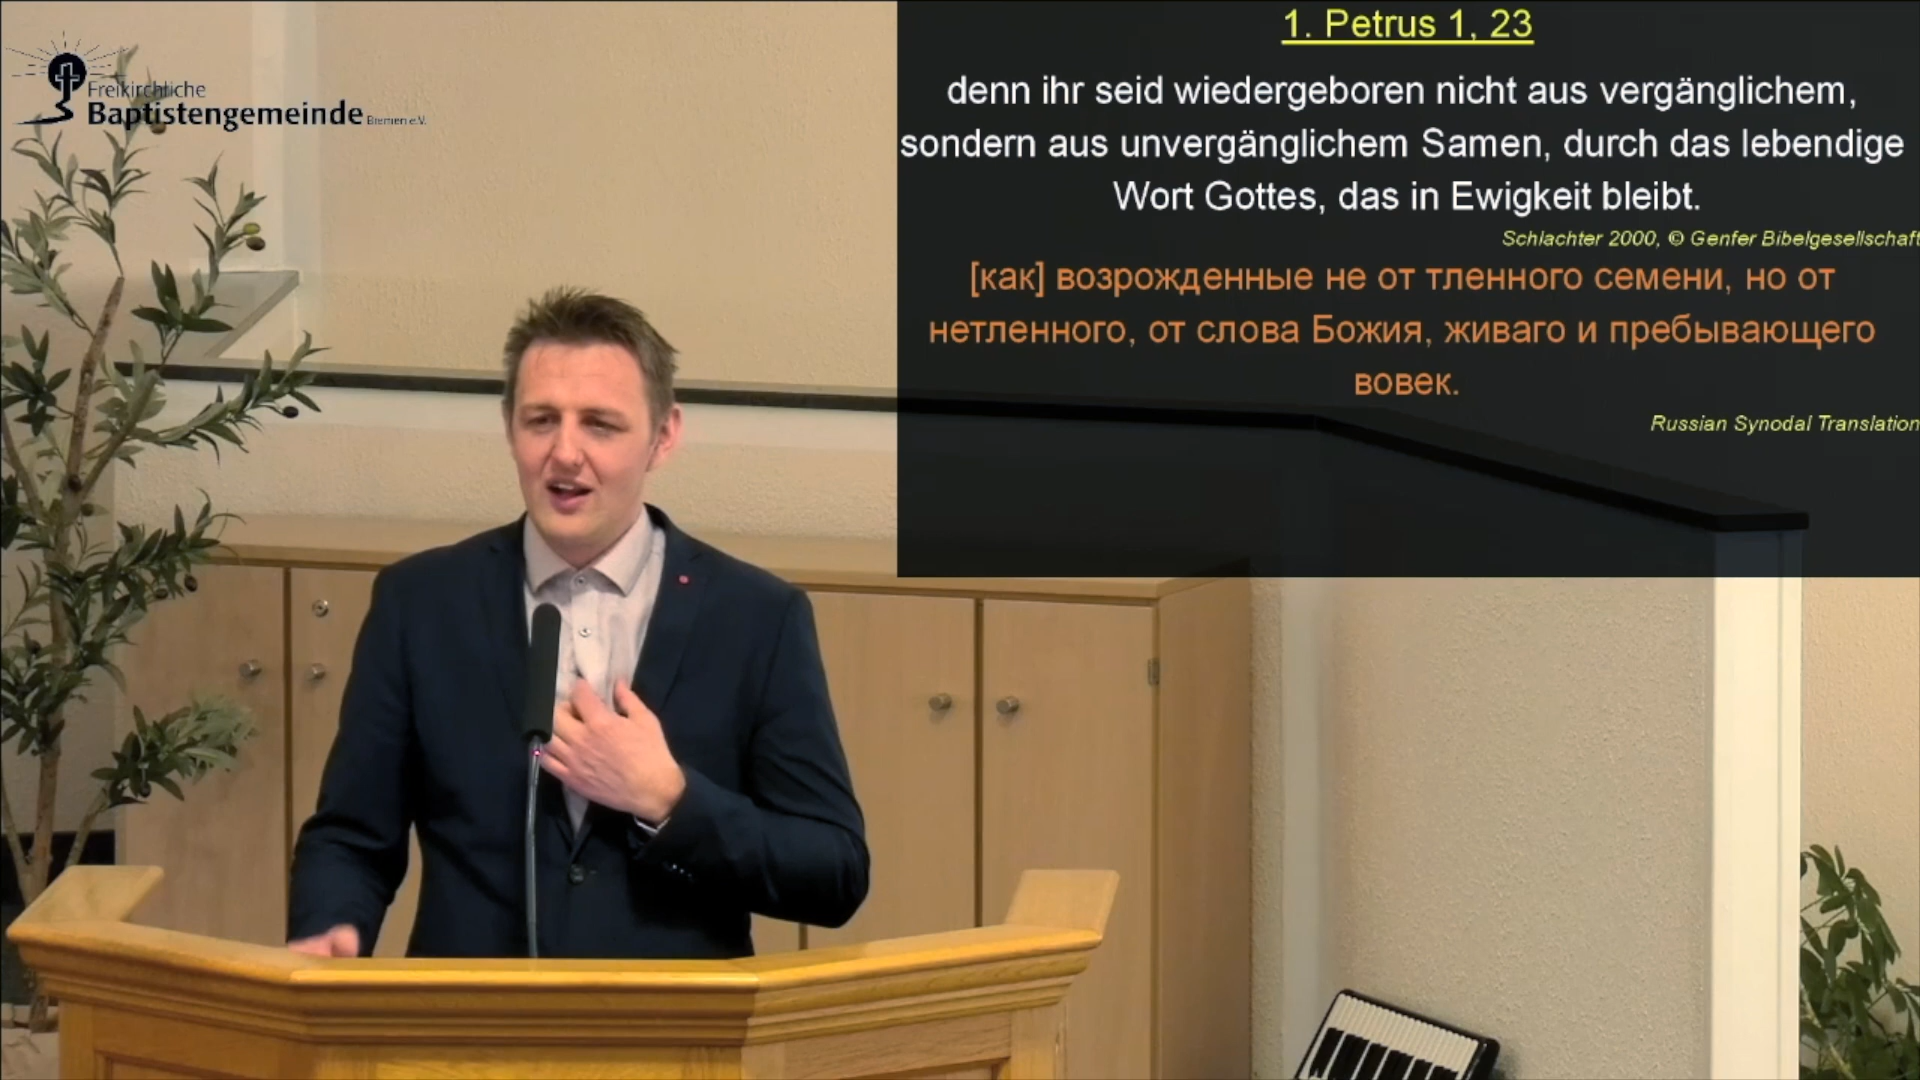 Freikirchliche
Baptistengemeinde Bremen e.V.
1. Petrus 1, 23
denn ihr seid wiedergeboren nicht aus vergänglichem,
sondern aus unvergänglichem Samen, durch das lebendige
Wort Gottes, das in Ewigkeit bleibt.
Schlachter 2000, © Genfer Bibelgesellschaft
[как] возрожденные не от тленного семени, но от
нетленного, от слова Божия, живаго и пребывающего
вовек.
Russian Synodal Translation